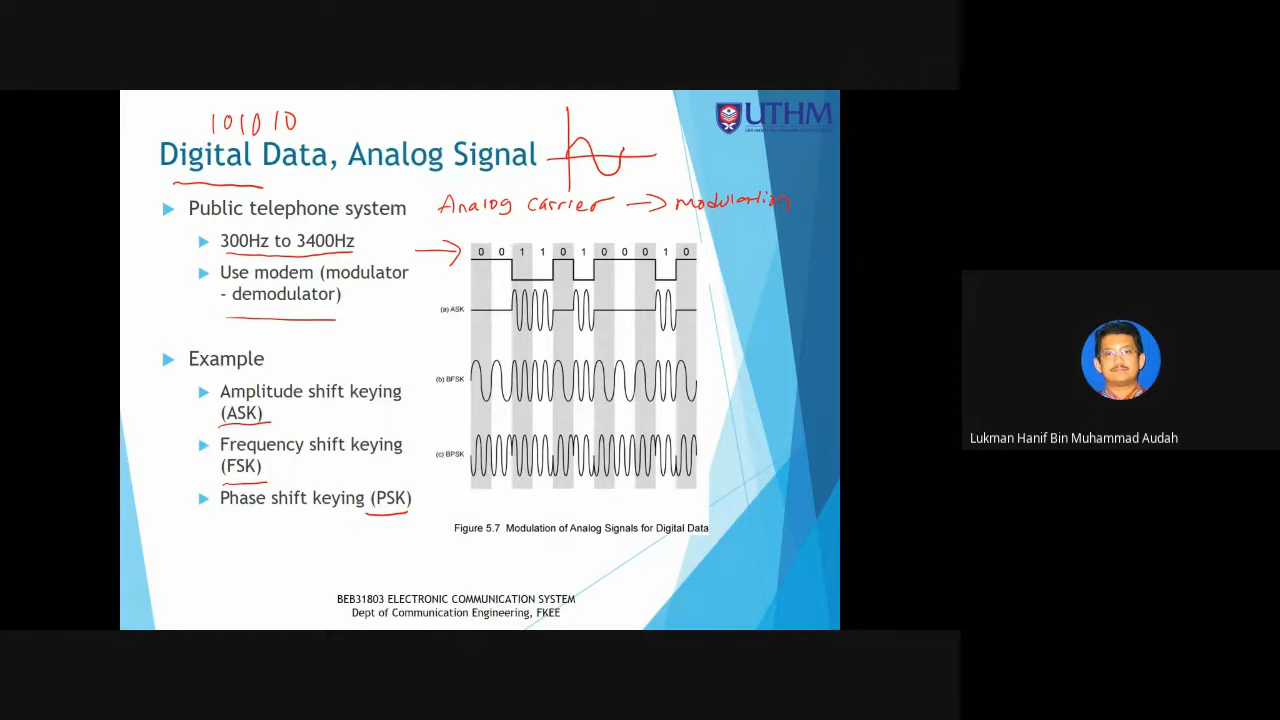 UTHM
101010
Digital Data, Analog Signal
Public telephone system
Analog carrier → modulation
300Hz to 3400Hz
Use modem (modulator
- demodulator)
0 0 1 1 0 1 0 0 0 1 0
(a) ASK
(b) BFSK
(c) BPSK
Example
Amplitude shift keying
(ASK)
Frequency shift keying
(FSK)
Phase shift keying (PSK)
Figure 5.7 Modulation of Analog Signals for Digital Data
BEB31803 ELECTRONIC COMMUNICATION SYSTEM
Dept of Communication Engineering, FKEE
Lukman Hanif Bin Muhammad Audah